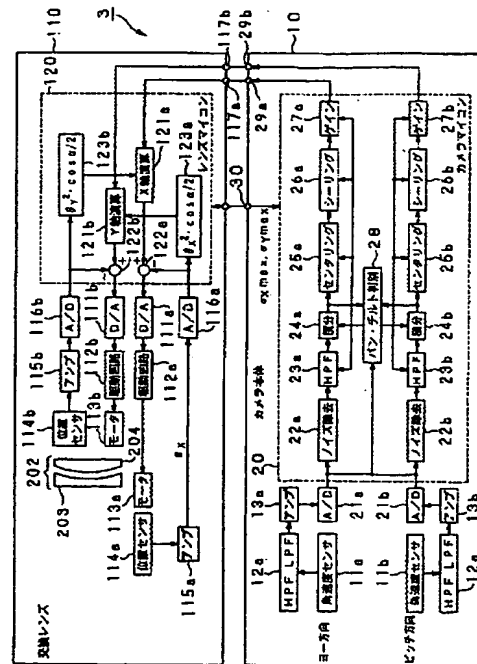 3
110
117b
10
29b
120
117a
29a
123b
121a
θY²·cosα/2
X軸演算
123a
レンズマイコン
121b
Y軸演算
122b
122a
θX²·cosα/2
116b
A/D
111b
D/A
111a
D/A
116a
A/D
115b
アンプ
112b
駆動回路
112a
駆動回路
114b
位置センサ
113b
モータ
202
203
204
113a
モータ
114a
位置センサ
115a
アンプ
θX
交換レンズ
30
exmax, eymax
カメラ本体
20
27a
ゲイン
27b
ゲイン
カメラマイコン
26a
シーリング
26b
シーリング
25a
センタリング
25b
センタリング
28
パン・チルト判別
24a
積分
24b
積分
23a
HPF
23b
HPF
22a
ノイズ除去
22b
ノイズ除去
13a
アンプ
A/D
21a
21b
A/D
アンプ
13b
12a
HPF LPF
角速度センサ
11a
11b
角速度センサ
HPF LPF
12a
ヨー方向
ピッチ方向